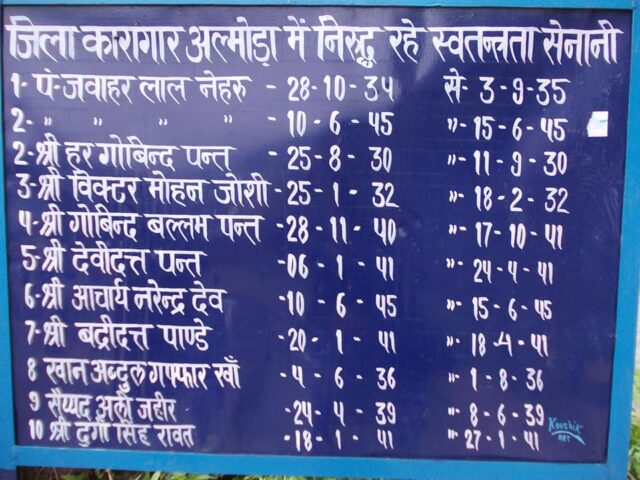 जिला कारागार अल्मोड़ा में निरुद्ध रहे स्वतन्त्रता सेनानी
1- पं-जवाहर लाल नेहरु - 28-10-34 से- 3-9-35
2- " " " " - 10-6-45 "- 15-6-45
2- श्री हर गोबिन्द पन्त - 25-8-30 "- 11-9-30
3- श्री विक्टर मोहन जोशी - 25-1-32 "- 18-2-32
4- श्री गोबिन्द बल्लभ पन्त - 28-11-40 "- 17-10-41
5- श्री देवीदत्त पन्त - 06-1-41 "- 24-4-41
6- श्री आचार्य नरेन्द्र देव - 10-6-45 "- 15-6-45
7- श्री बद्रीदत्त पाण्डे - 20-1-41 "- 18-4-41
8 खान अब्दुल गफ्फार खाँ - 4-6-36 "- 1-8-36
9 सैय्यद अली जहीर - 24-4-39 "- 8-6-39
10 श्री दुर्गा सिंह रावत - 18-1-41 "- 27-1-41
Koushik
ART